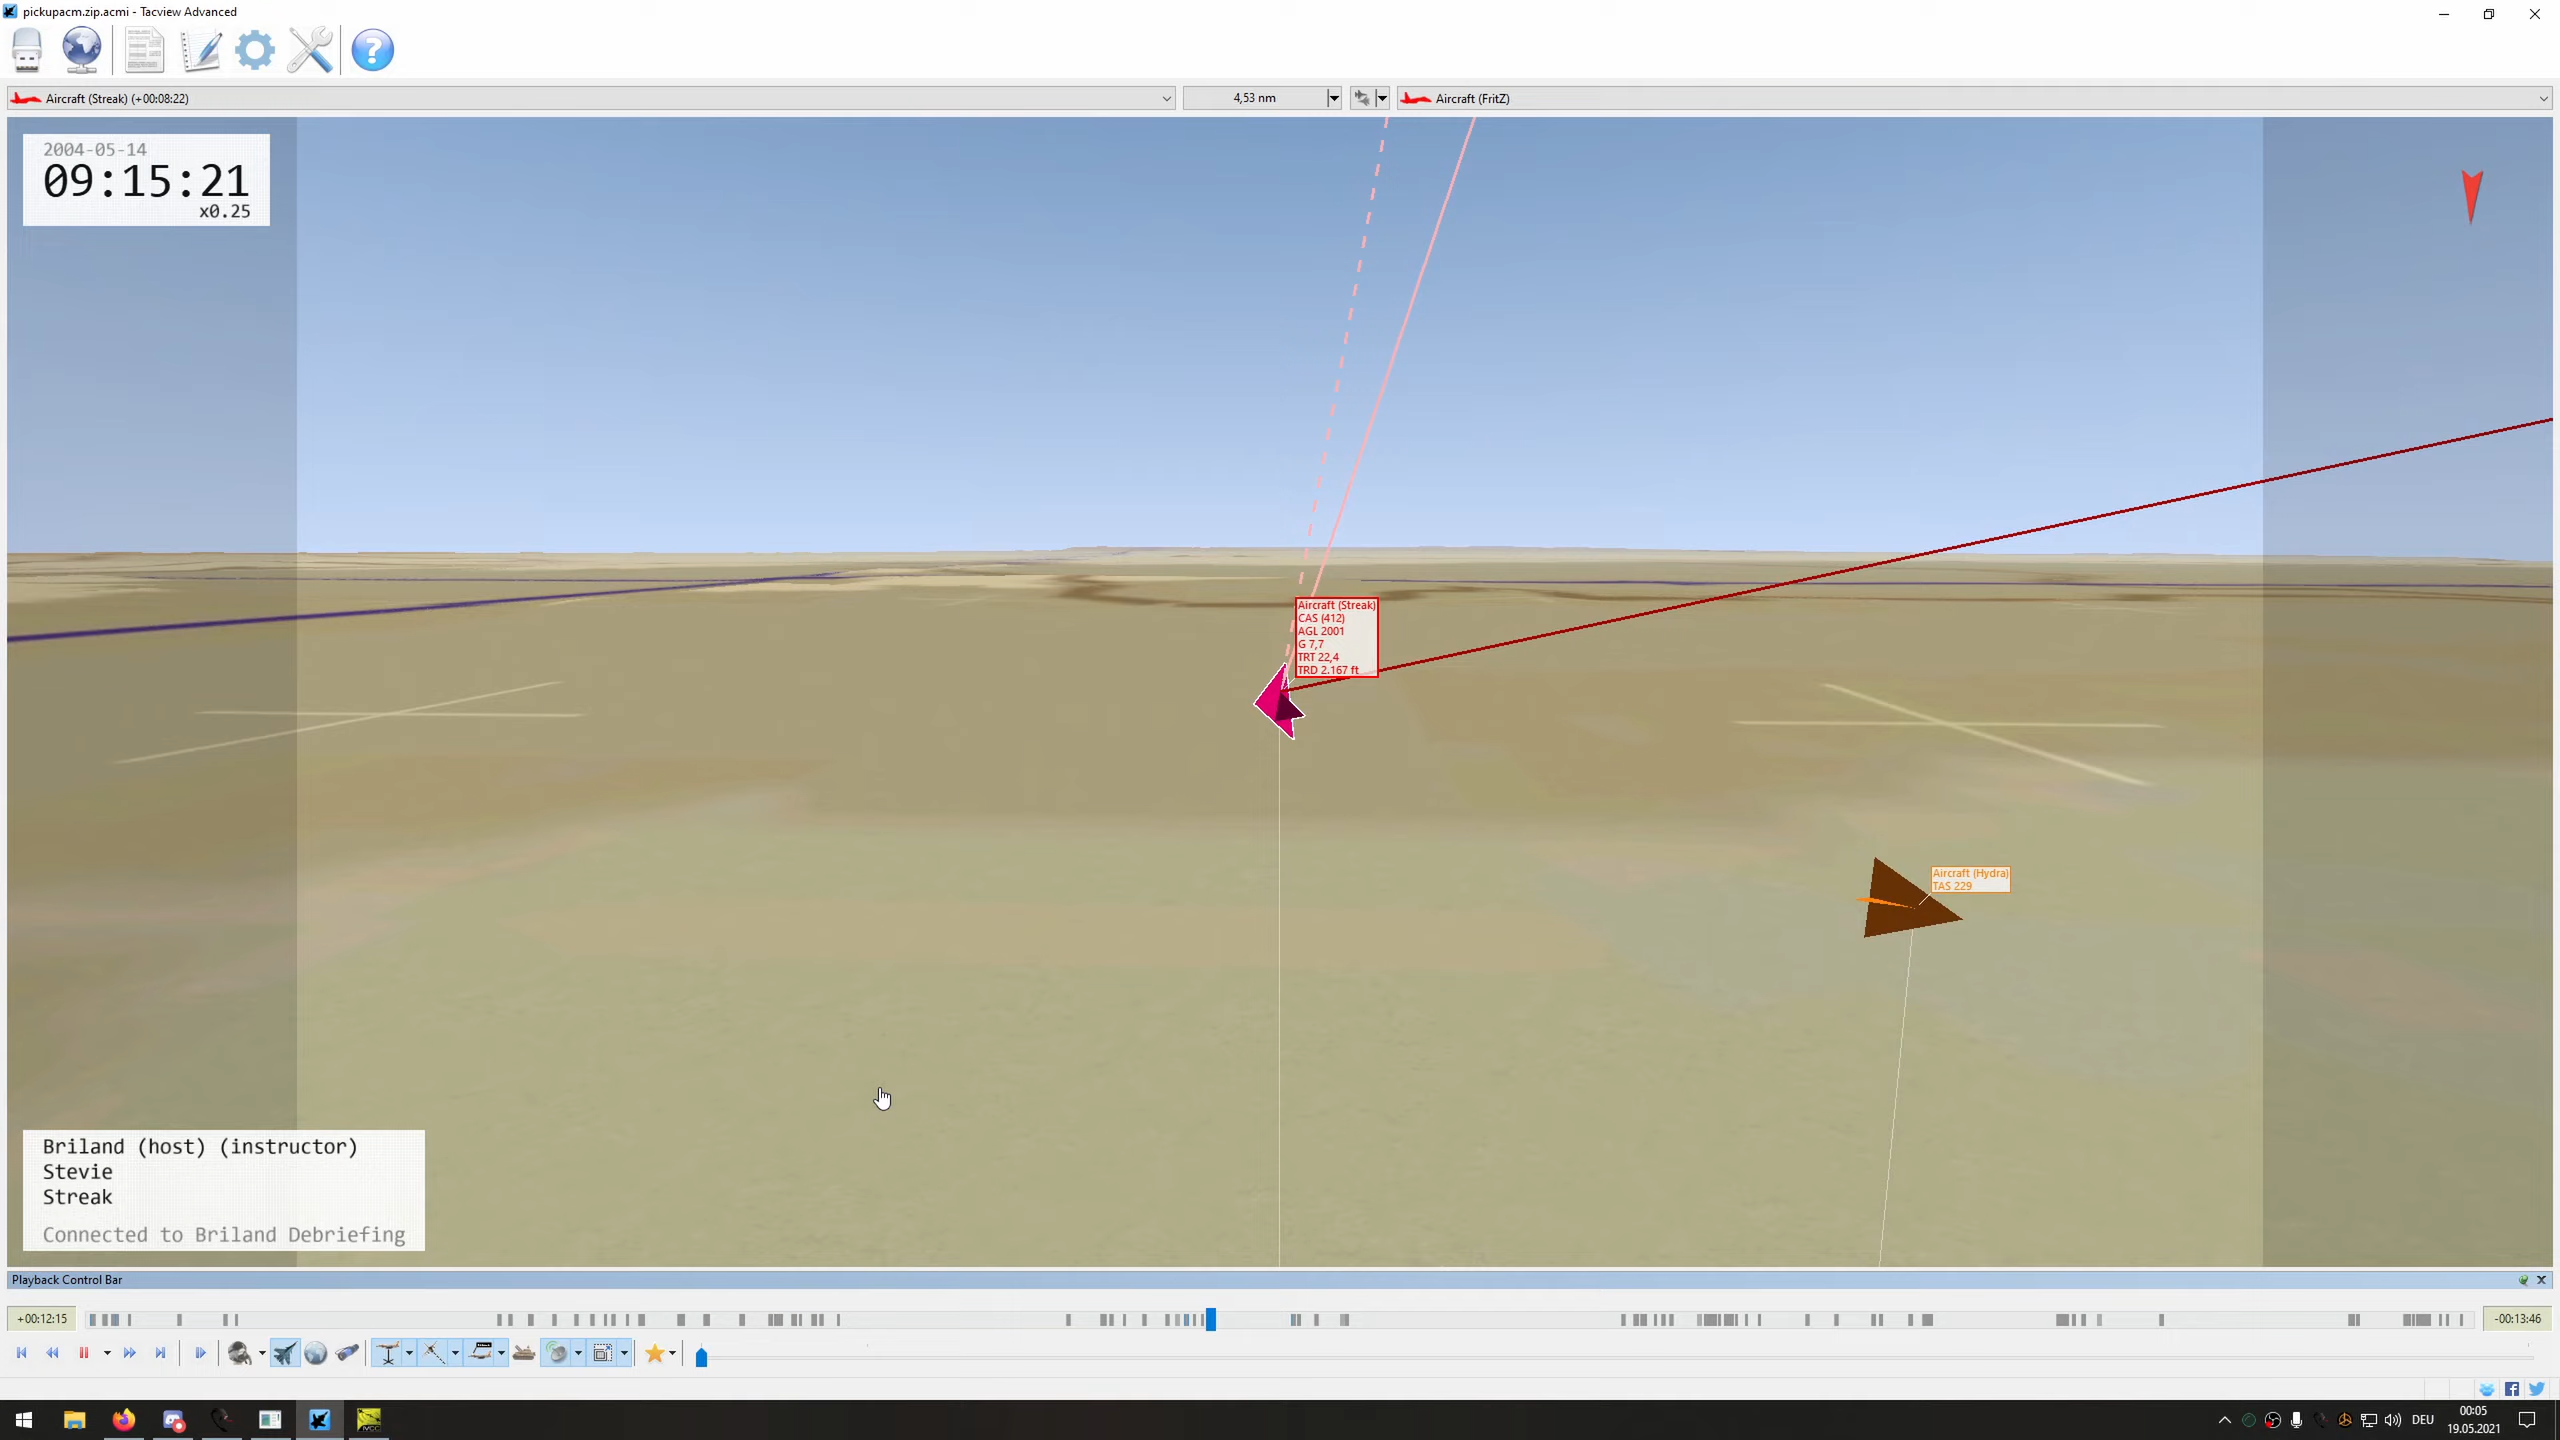 pickupacm.zip.acmi - Tacview Advanced
Aircraft (Streak) (+00:08:22)
4,53 nm
Aircraft (FritZ)
2004-05-14
09:15:21
x0.25
Aircraft (Streak)
CAS (412)
AGL 2001
G 7,7
TRT 22,4
TRD 2.167 ft
Aircraft (Hydra)
TAS 229
Briland (host) (instructor)
Stevie
Streak
Connected to Briland Debriefing
Playback Control Bar
+00:12:15
-00:13:46
IVCC
DEU
00:05
19.05.2021